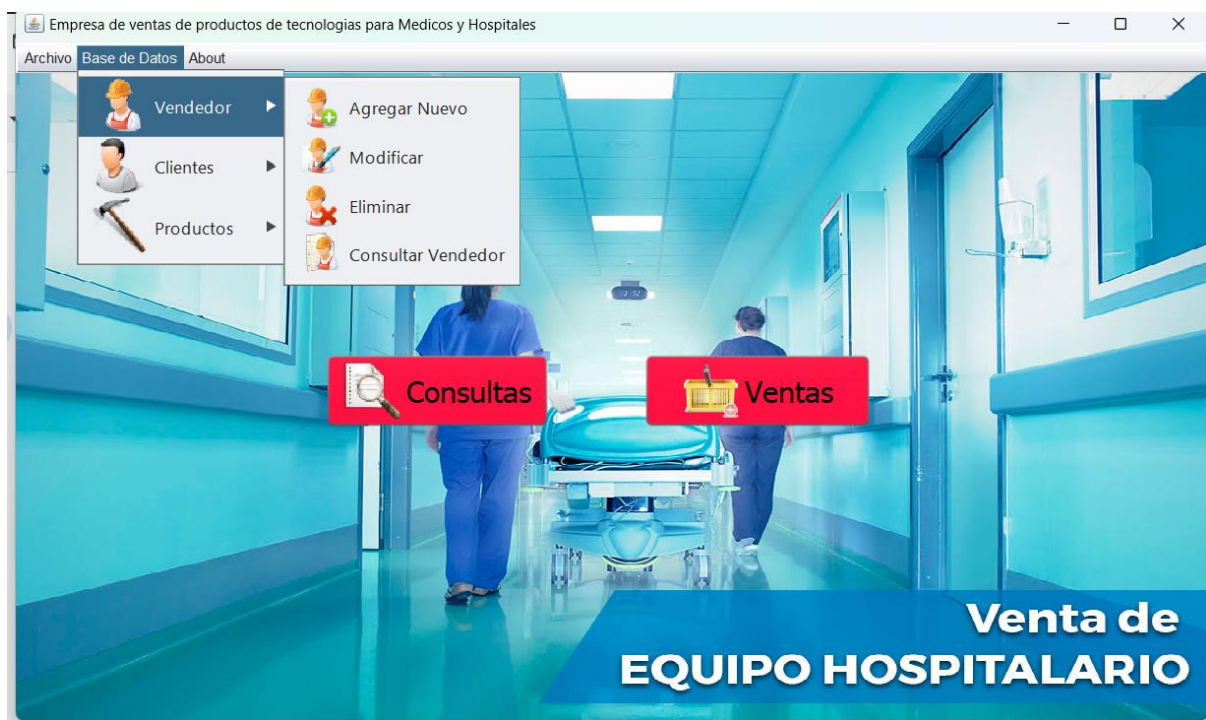 Empresa de ventas de productos de tecnologias para Medicos y Hospitales
Archivo Base de Datos About
Vendedor
Clientes
Productos
Agregar Nuevo
Modificar
Eliminar
Consultar Vendedor
Consultas
Ventas
Venta de
EQUIPO HOSPITALARIO